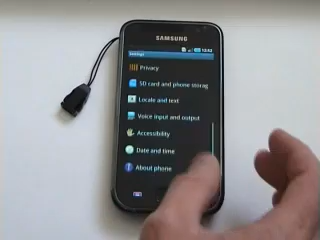 SAMSUNG
Settings
Privacy
SD card and phone storag
Locale and text
Voice input and output
Accessibility
Date and time
About phone